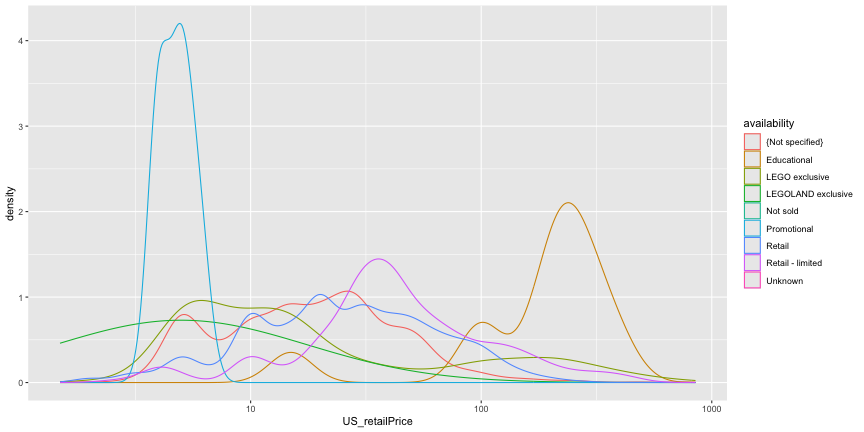 4
3
2
1
0
density
10
100
1000
US_retailPrice
availability
{Not specified}
Educational
LEGO exclusive
LEGOLAND exclusive
Not sold
Promotional
Retail
Retail - limited
Unknown